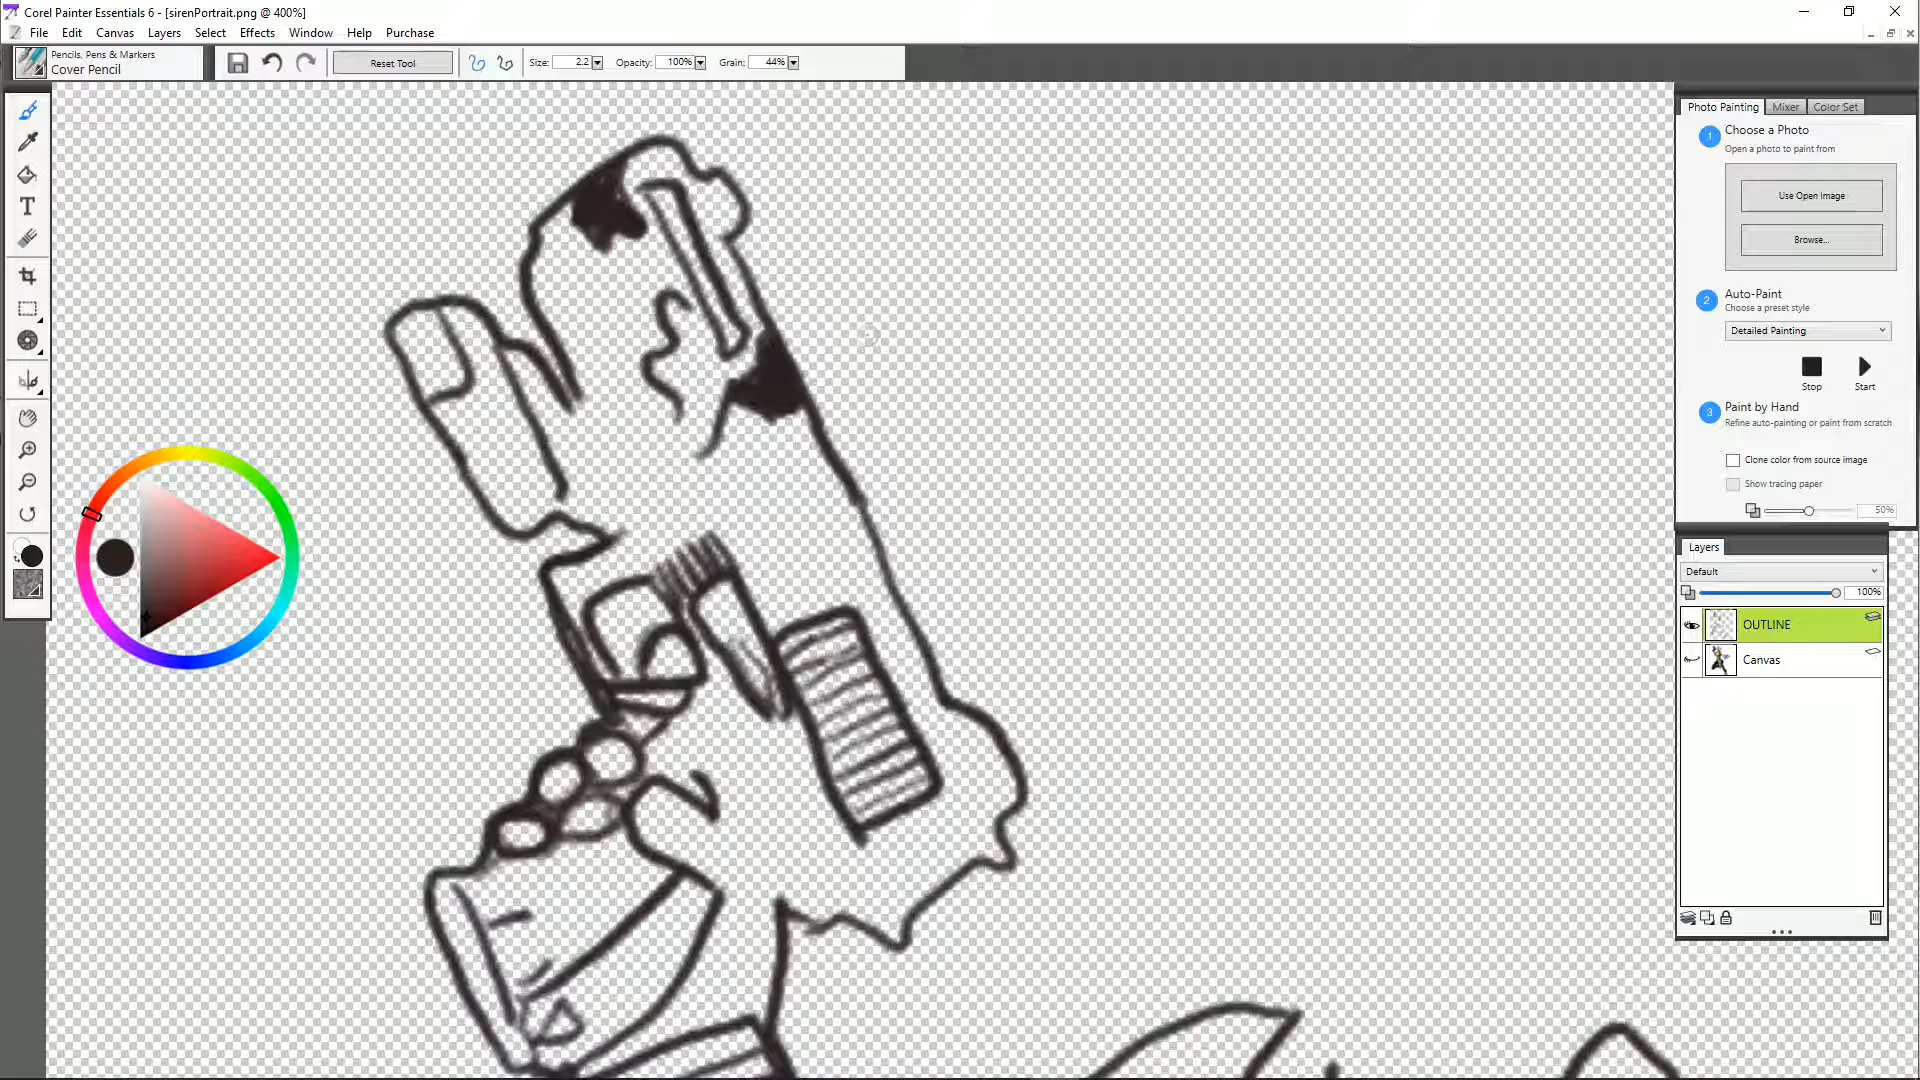 Corel Painter Essentials 6 - [sirenPortrait.png @ 400%]
File Edit Canvas Layers Select Effects Window Help Purchase
Pencils, Pens & Markers
Cover Pencil
Reset Tool
Size: 2.2 Opacity: 100% Grain: 44%
Photo Painting Mixer Color Set
1 Choose a Photo
Open a photo to paint from
Use Open Image
Browse...
2 Auto-Paint
Choose a preset style
Detailed Painting
Stop Start
3 Paint by Hand
Refine auto-painting or paint from scratch
Clone color from source image
Show tracing paper
50%
Layers
Default
100%
OUTLINE
Canvas